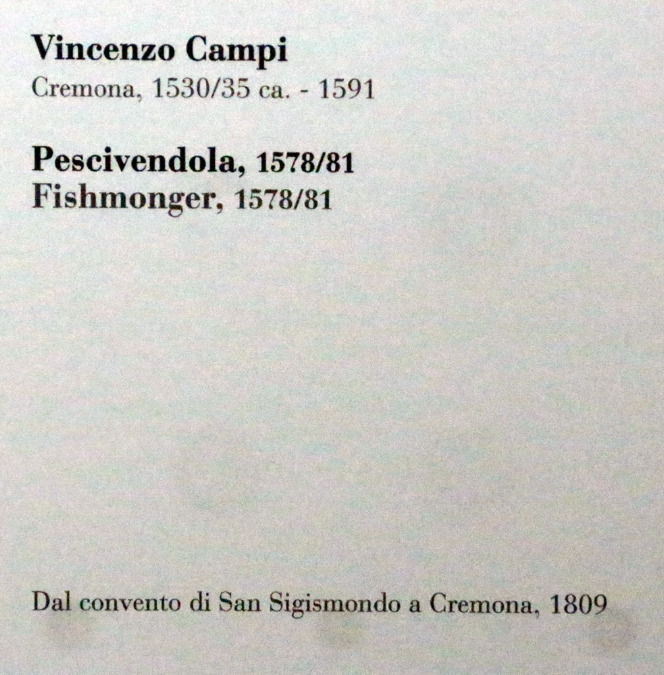 Vincenzo Campi
Cremona, 1530/35 ca. - 1591
Pescivendola, 1578/81
Fishmonger, 1578/81
Dal convento di San Sigismondo a Cremona, 1809